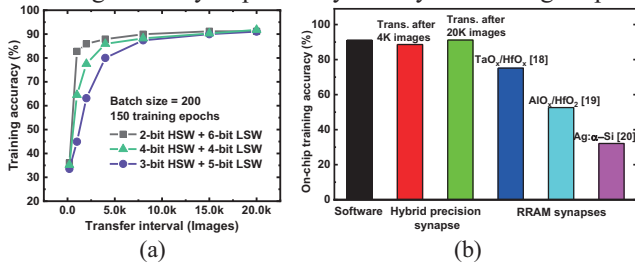 Training accuracy (%)
100
90
80
70
60
50
40
30
20
Batch size = 200
150 training epochs
2-bit HSW + 6-bit LSW
4-bit HSW + 4-bit LSW
3-bit HSW + 5-bit LSW
0.0 5.0k 10.0k 15.0k 20.0k
Transfer interval (Images)
(a)
On-chip training accuracy (%)
100
80
60
40
20
0
Trans. after
4K images
Trans. after
20K images
TaOₓ/HfOₓ [18]
AlOₓ/HfO₂ [19]
Ag:α–Si [20]
Software Hybrid precision
synapse
RRAM synapses
(b)